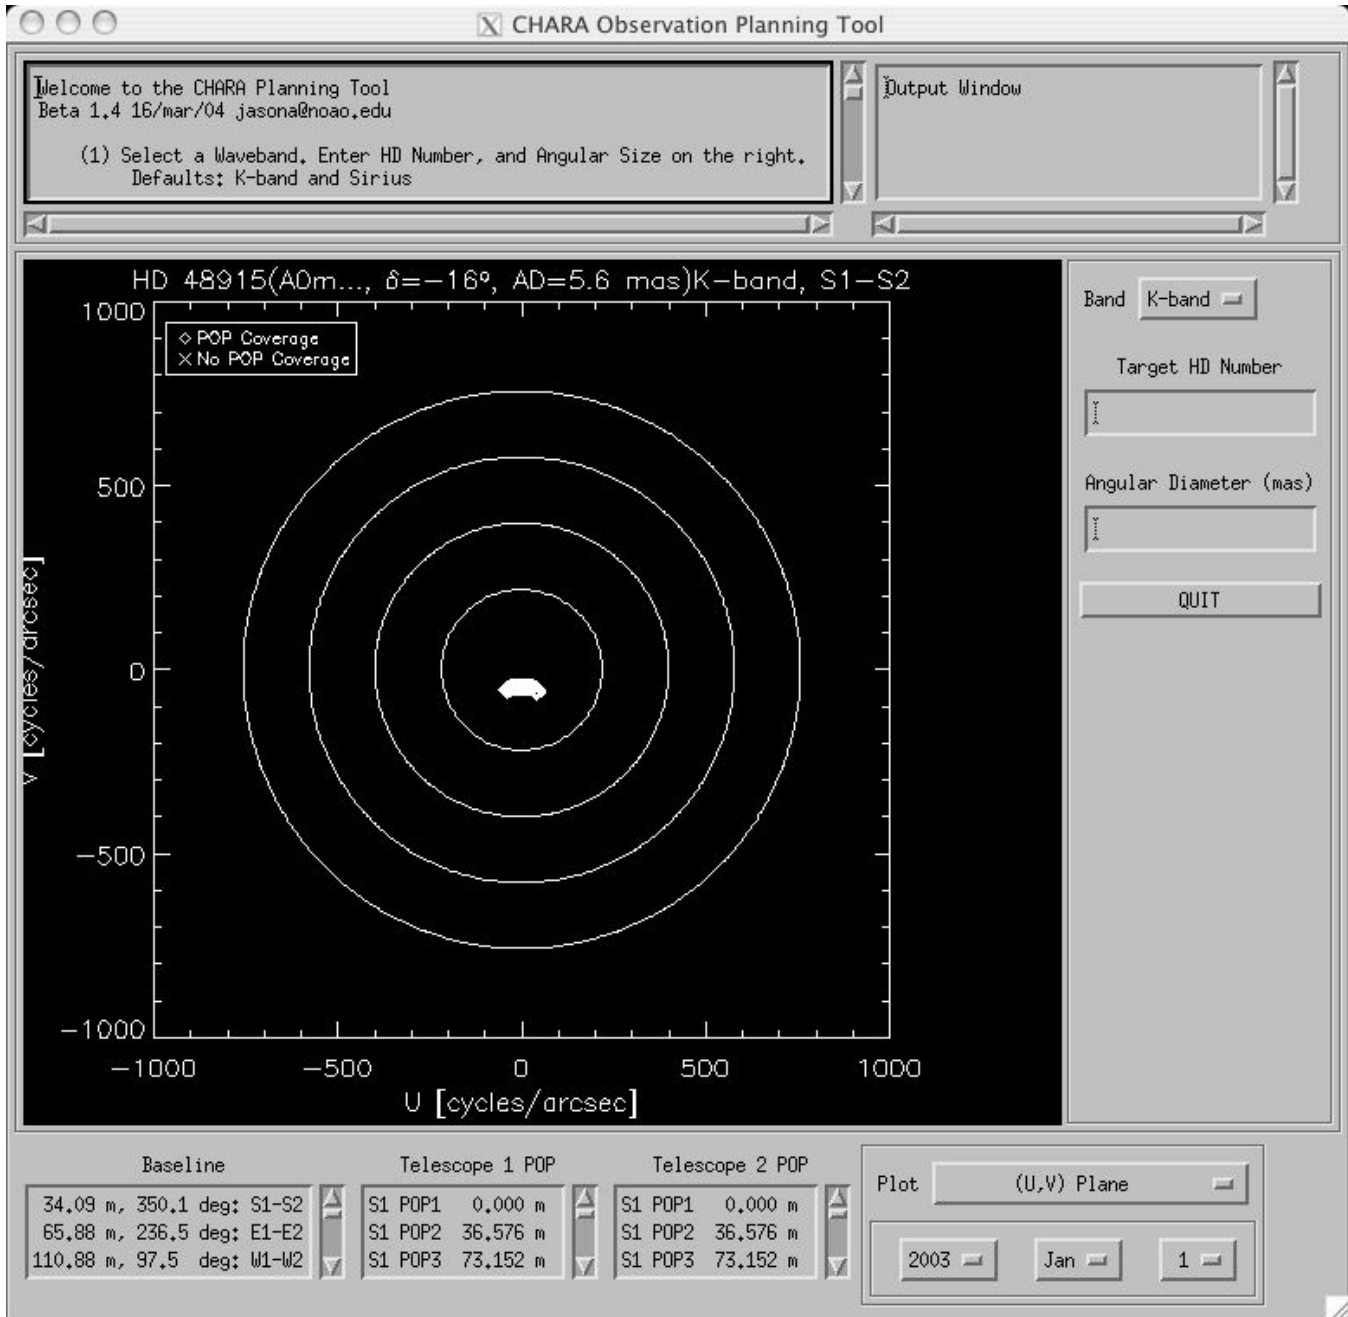 X CHARA Observation Planning Tool
Welcome to the CHARA Planning Tool
Beta 1.4 16/mar/04 jasona@noao.edu
(1) Select a Waveband. Enter HD Number, and Angular Size on the right.
Defaults: K-band and Sirius
Output Window
HD 48915(A0m..., δ=-16°, AD=5.6 mas)K-band, S1-S2
◇ POP Coverage
× No POP Coverage
1000
500
0
-500
-1000
V [cycles/arcsec]
-1000 -500 0 500 1000
U [cycles/arcsec]
Band K-band
Target HD Number
Angular Diameter (mas)
QUIT
Baseline
34.09 m, 350.1 deg: S1-S2
65.88 m, 236.5 deg: E1-E2
110.88 m, 97.5 deg: W1-W2
Telescope 1 POP
S1 POP1 0.000 m
S1 POP2 36.576 m
S1 POP3 73.152 m
Telescope 2 POP
S1 POP1 0.000 m
S1 POP2 36.576 m
S1 POP3 73.152 m
Plot (U,V) Plane
2003 Jan 1